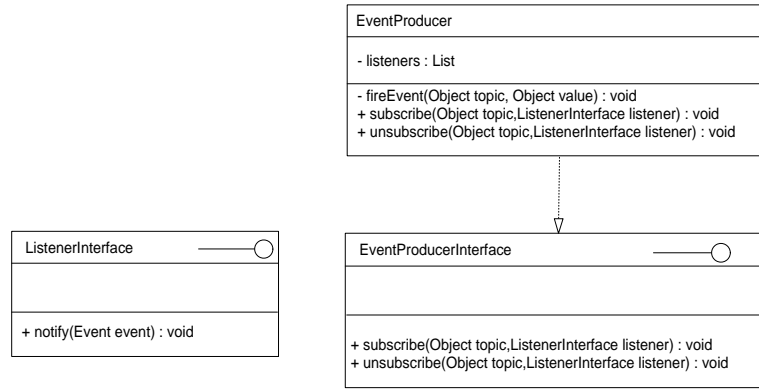 EventProducer
- listeners : List
- fireEvent(Object topic, Object value) : void
+ subscribe(Object topic,ListenerInterface listener) : void
+ unsubscribe(Object topic,ListenerInterface listener) : void
ListenerInterface
+ notify(Event event) : void
EventProducerInterface
+ subscribe(Object topic,ListenerInterface listener) : void
+ unsubscribe(Object topic,ListenerInterface listener) : void